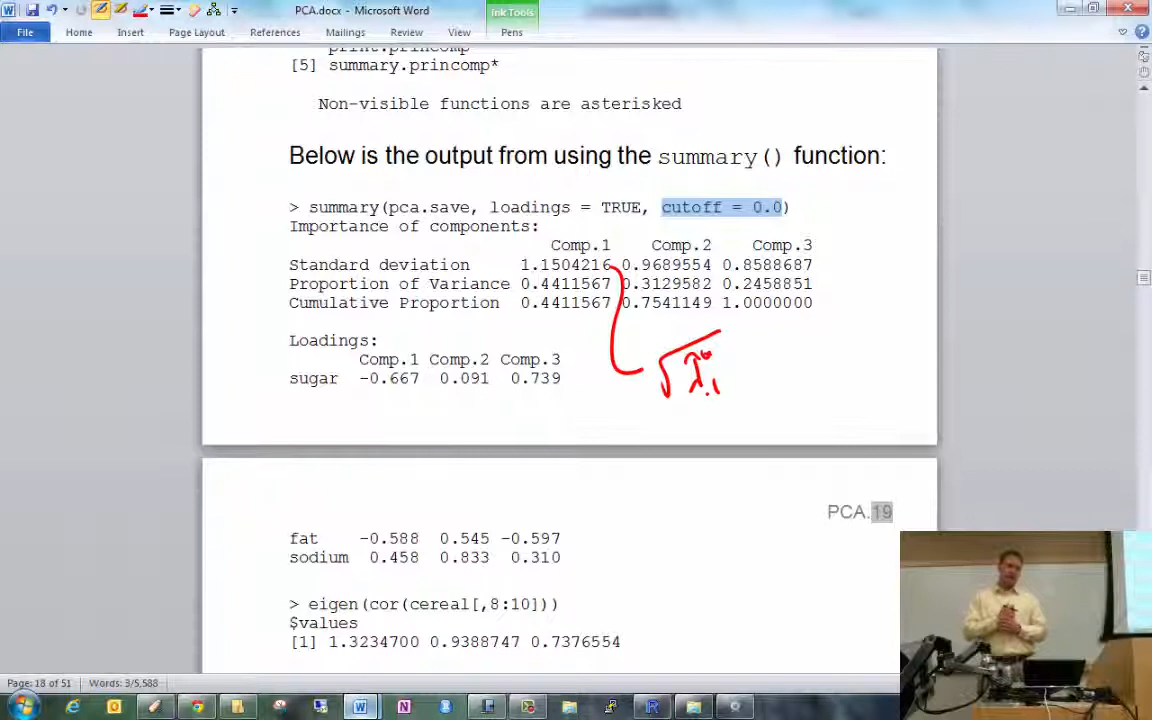 PCA.docx - Microsoft Word
Ink Tools
File Home Insert Page Layout References Mailings Review View Pens
print.princomp
[5] summary.princomp*
Non-visible functions are asterisked
Below is the output from using the summary() function:
> summary(pca.save, loadings = TRUE, cutoff = 0.0)
Importance of components:
Comp.1 Comp.2 Comp.3
Standard deviation 1.1504216 0.9689554 0.8588687
Proportion of Variance 0.4411567 0.3129582 0.2458851
Cumulative Proportion 0.4411567 0.7541149 1.0000000
Loadings:
Comp.1 Comp.2 Comp.3
sugar -0.667 0.091 0.739
PCA.19
fat -0.588 0.545 -0.597
sodium 0.458 0.833 0.310
> eigen(cor(cereal[,8:10]))
$values
[1] 1.3234700 0.9388747 0.7376554
Page: 18 of 51 Words: 3/5,588